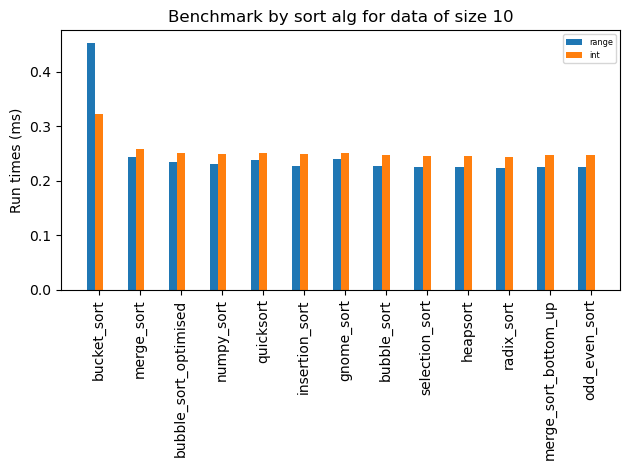 Benchmark by sort alg for data of size 10
range
int
Run times (ms)
0.4
0.3
0.2
0.1
0.0
bucket_sort
merge_sort
bubble_sort_optimised
numpy_sort
quicksort
insertion_sort
gnome_sort
bubble_sort
selection_sort
heapsort
radix_sort
merge_sort_bottom_up
odd_even_sort